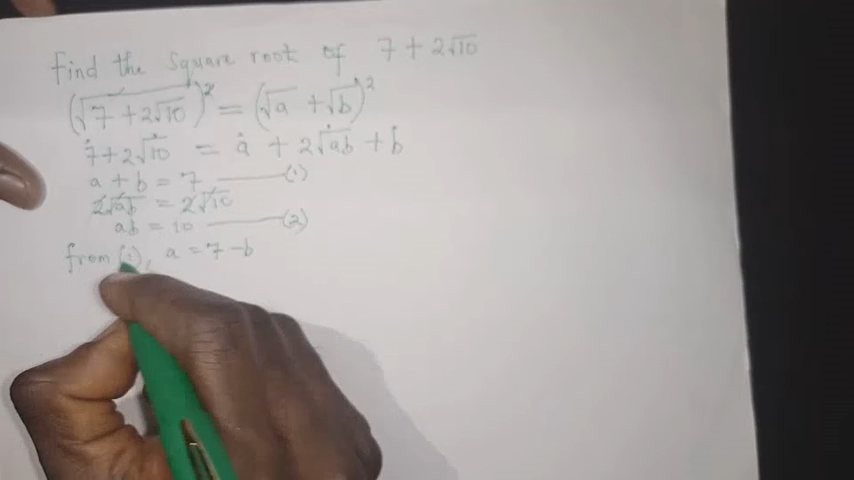 find the square root of 7 + 2√10
(√(7 + 2√10))² = (√a + √b)²
7 + 2√10 = a + 2√ab + b
a + b = 7 ——— (1)
2√ab = 2√10
ab = 10 ——— (2)
from (1), a = 7 - b